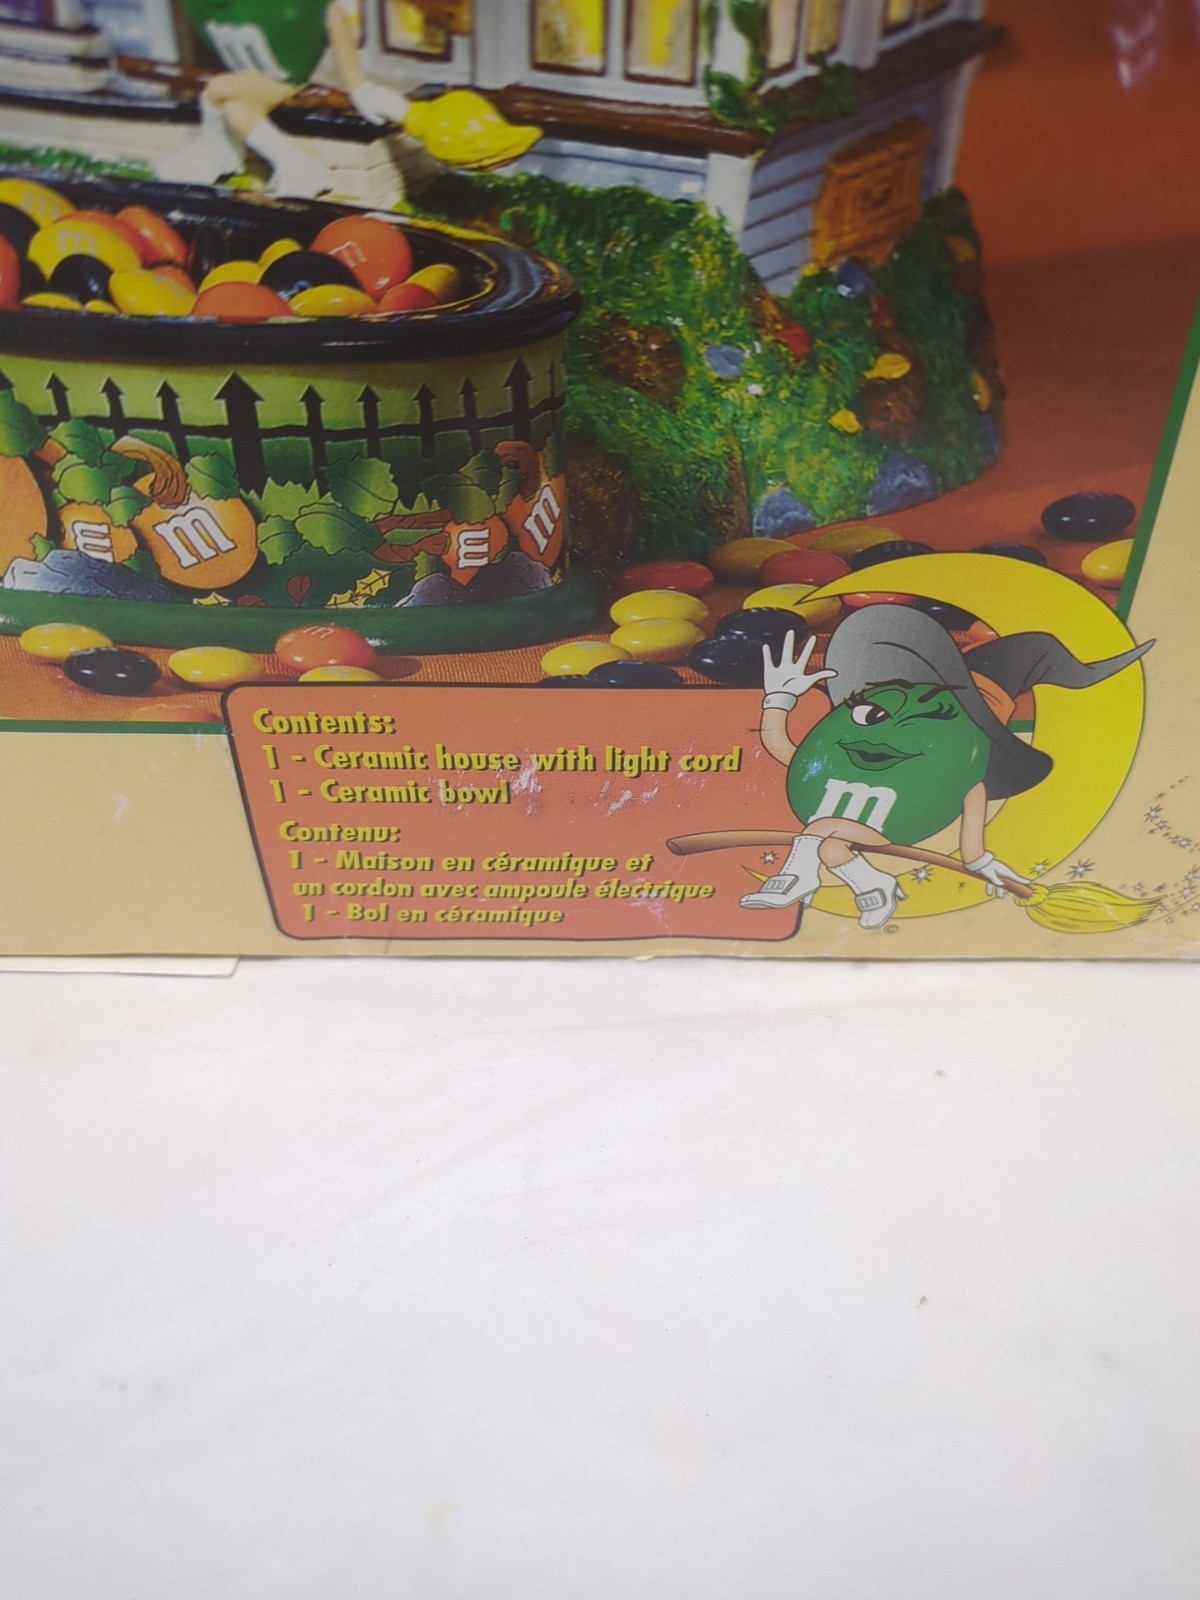 Contents:
1 - Ceramic house with light cord
1 - Ceramic bowl
Contenu:
1 - Maison en céramique et
un cordon avec ampoule électrique
1 - Bol en céramique
m
m
m
m
m
m
m
m
m
m
©